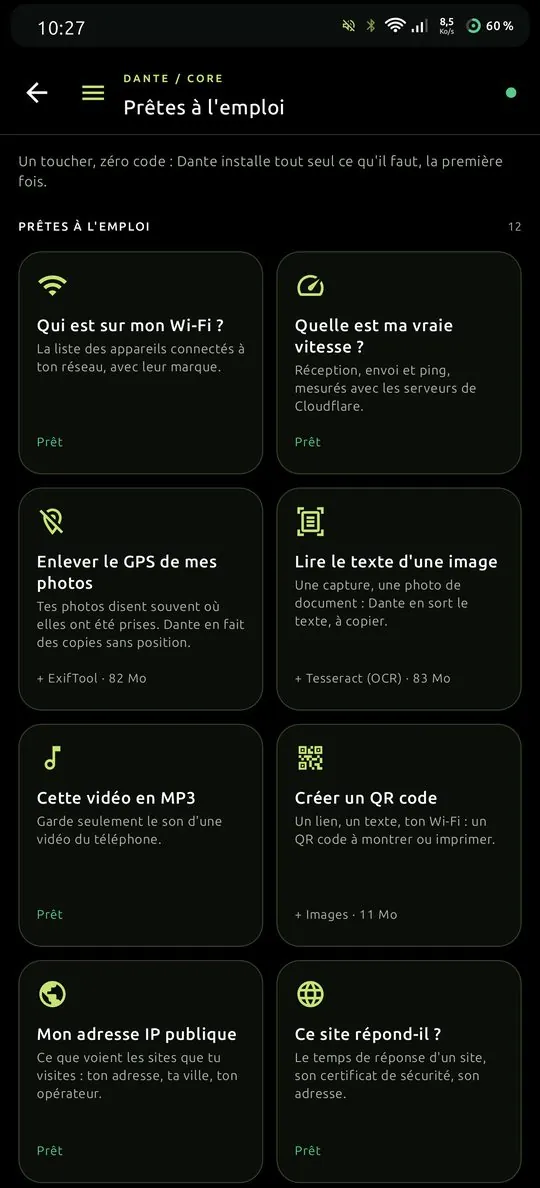 10:27
8,5
Ko/s
60 %
DANTE / CORE
Prêtes à l'emploi
Un toucher, zéro code : Dante installe tout seul ce qu'il faut, la première
fois.
PRÊTES À L'EMPLOI
12
Qui est sur mon Wi-Fi ?
La liste des appareils connectés à
ton réseau, avec leur marque.
Prêt
Quelle est ma vraie
vitesse ?
Réception, envoi et ping,
mesurés avec les serveurs de
Cloudflare.
Prêt
Enlever le GPS de mes
photos
Tes photos disent souvent où
elles ont été prises. Dante en fait
des copies sans position.
+ ExifTool · 82 Mo
Lire le texte d'une image
Une capture, une photo de
document : Dante en sort le
texte, à copier.
+ Tesseract (OCR) · 83 Mo
Cette vidéo en MP3
Garde seulement le son d'une
vidéo du téléphone.
Prêt
Créer un QR code
Un lien, un texte, ton Wi-Fi : un
QR code à montrer ou imprimer.
+ Images · 11 Mo
Mon adresse IP publique
Ce que voient les sites que tu
visites : ton adresse, ta ville, ton
opérateur.
Prêt
Ce site répond-il ?
Le temps de réponse d'un site,
son certificat de sécurité, son
adresse.
Prêt